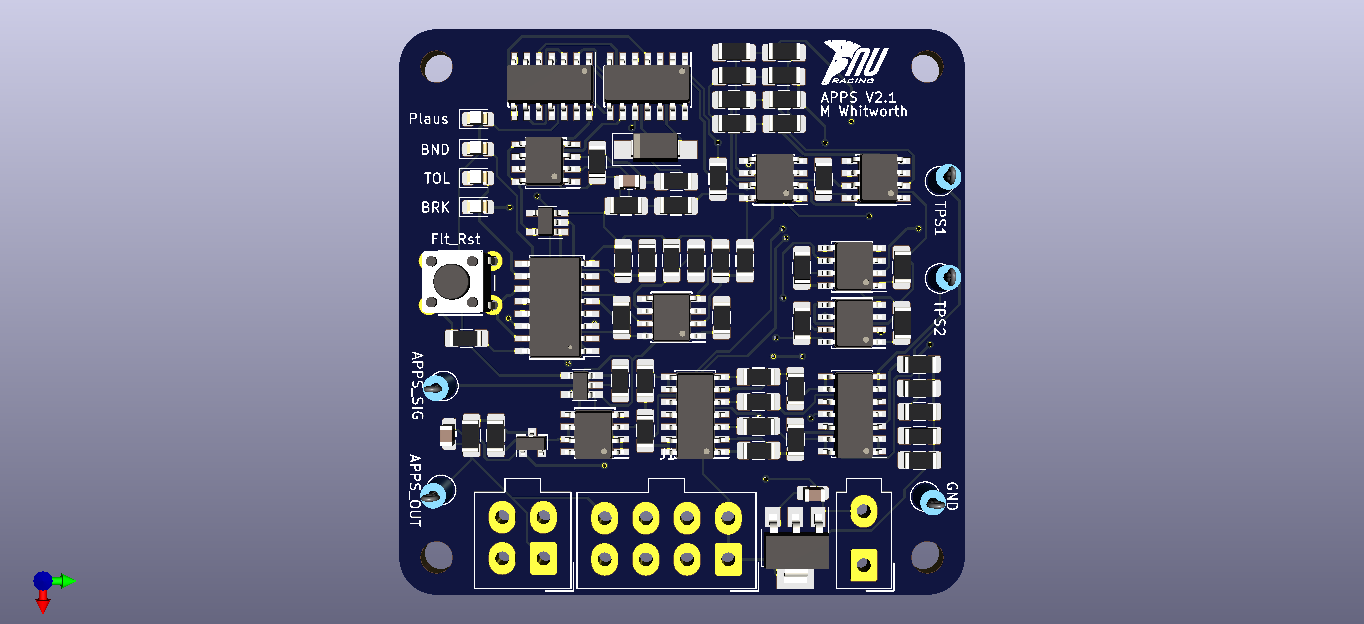 BNU
RACING
APPS V2.1
M Whitworth
Plaus
BND
TOL
BRK
Flt_Rst
TPS1
TPS2
APPS_SIG
APPS_OUT
GND